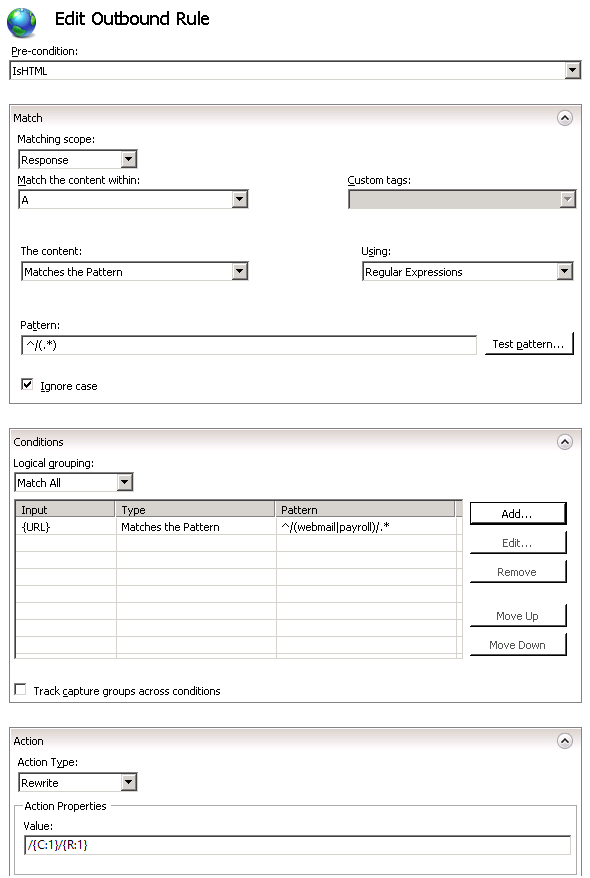 Edit Outbound Rule
Pre-condition:
IsHTML
Match
Matching scope:
Response
Match the content within: Custom tags:
A
The content: Using:
Matches the Pattern Regular Expressions
Pattern:
^/(.*) Test pattern...
Ignore case
Conditions
Logical grouping:
Match All
Input Type Pattern Add...
{URL} Matches the Pattern ^/(webmail|payroll)/.*
Edit...
Remove
Move Up
Move Down
Track capture groups across conditions
Action
Action Type:
Rewrite
Action Properties
Value:
/{C:1}/{R:1}